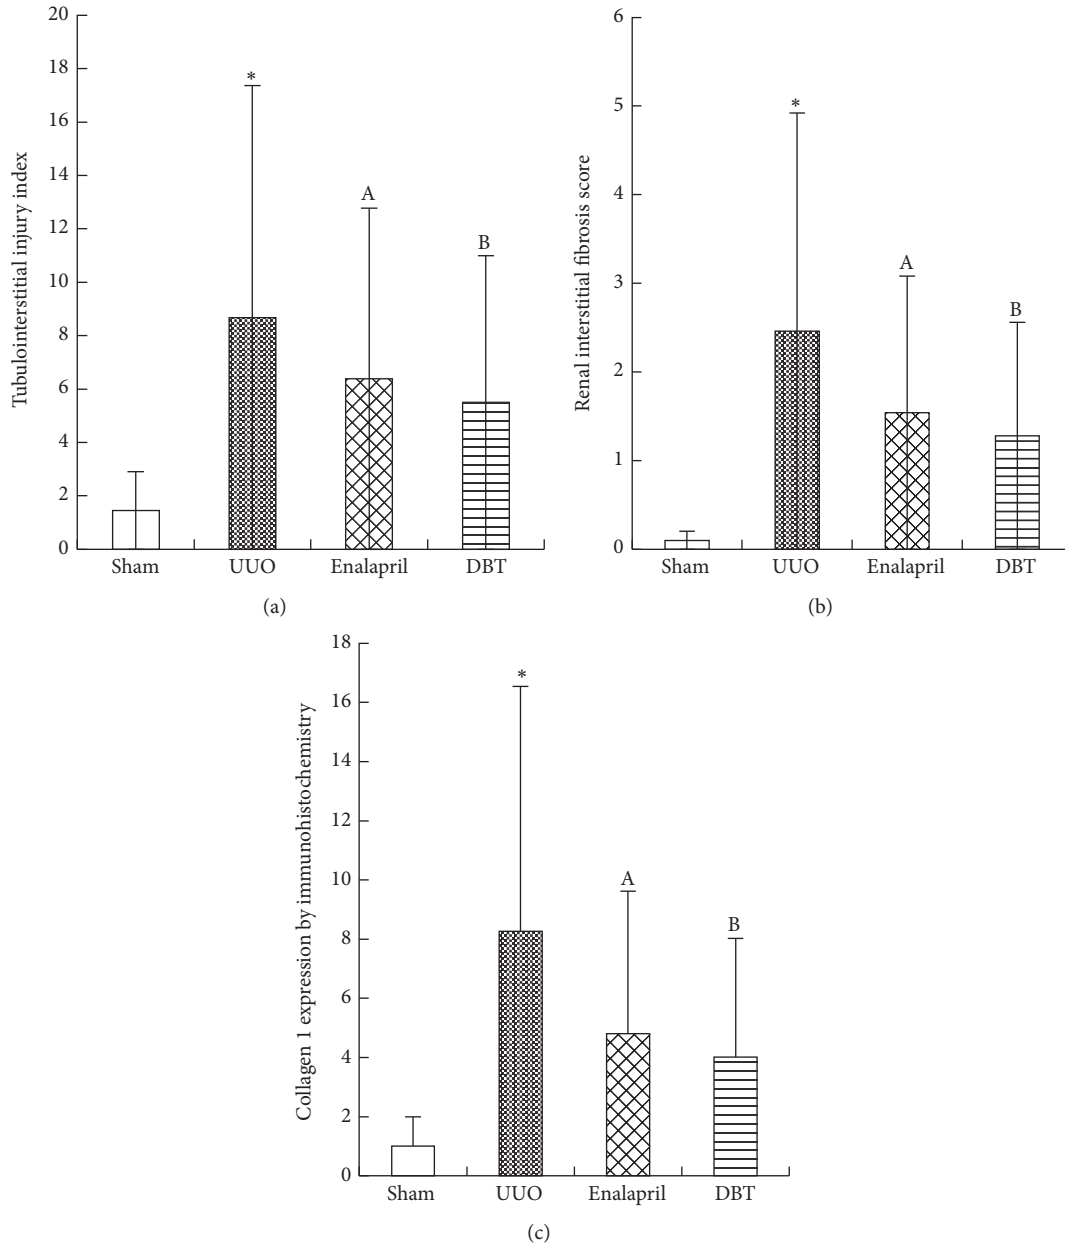 Tubulointerstitial injury index
20
18
16
14
12
10
8
6
4
2
0
*
A
B
Sham UUO Enalapril DBT
(a)
Renal interstitial fibrosis score
6
5
4
3
2
1
0
*
A
B
Sham UUO Enalapril DBT
(b)
Collagen 1 expression by immunohistochemistry
18
16
14
12
10
8
6
4
2
0
*
A
B
Sham UUO Enalapril DBT
(c)